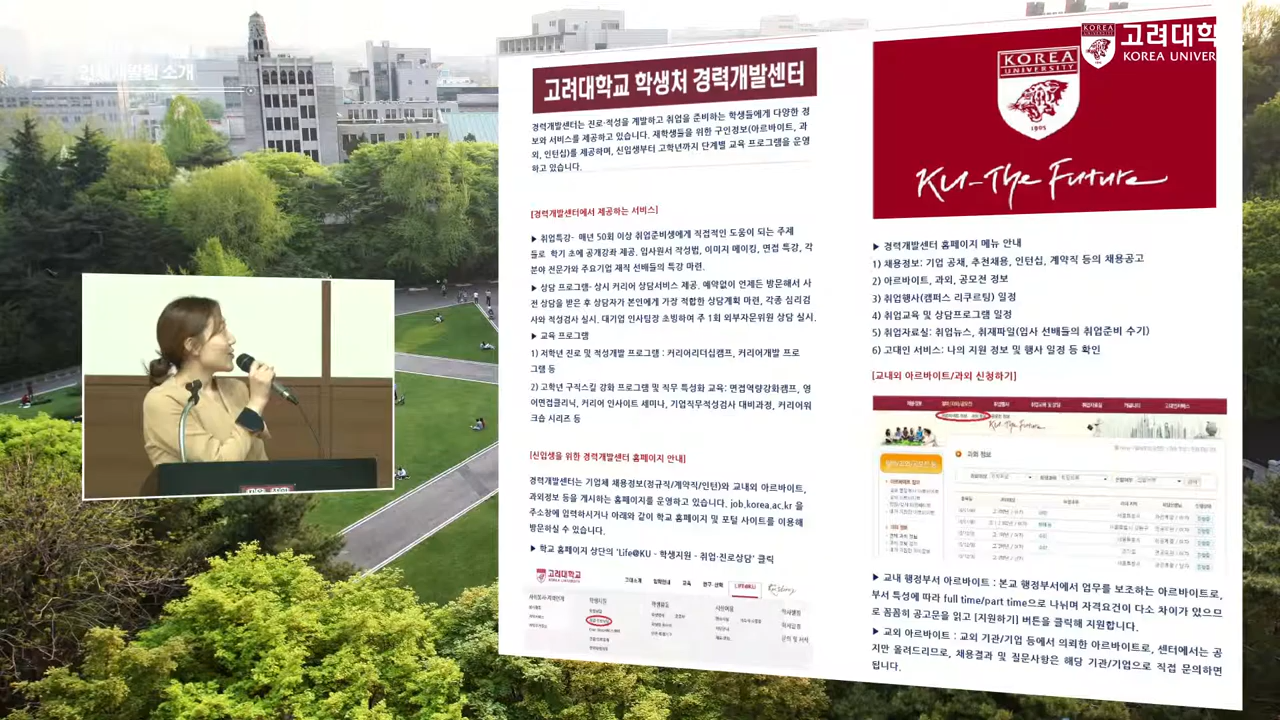 고려대학교 학생처 경력개발센터
경력개발센터는 진로·적성을 계발하고 취업을 준비하는 학생들에게 다양한 정
보와 서비스를 제공하고 있습니다. 재학생들을 위한 구인정보(아르바이트, 과
외, 인턴십)를 제공하며, 신입생부터 고학년까지 단계별 교육 프로그램을 운영
하고 있습니다.
[경력개발센터에서 제공하는 서비스]
▶ 취업특강- 매년 50회 이상 취업준비생에게 직접적인 도움이 되는 주제
들로 학기 초에 공개강좌 제공. 입사원서 작성법, 이미지 메이킹, 면접 특강, 각
분야 전문가와 주요기업 재직 선배들의 특강 마련.
▶ 상담 프로그램- 상시 커리어 상담서비스 제공. 예약없이 언제든 방문해서 사
전 상담을 받은 후 상담자가 본인에게 가장 적합한 상담계획 마련, 각종 심리검
사와 적성검사 실시. 대기업 인사팀장 초빙하여 주 1회 외부자문위원 상담 실시.
▶ 교육 프로그램
1) 저학년 진로 및 적성개발 프로그램 : 커리어리더십캠프, 커리어개발 프로
그램 등
2) 고학년 구직스킬 강화 프로그램 및 직무 특성화 교육: 면접역량강화캠프, 영
어면접클리닉, 커리어 인사이트 세미나, 기업직무적성검사 대비과정, 커리어워
크숍 시리즈 등
[신입생을 위한 경력개발센터 홈페이지 안내]
경력개발센터는 기업체 채용정보(정규직/계약직/인턴)와 교내외 아르바이트,
과외정보 등을 게시하는 홈페이지를 운영하고 있습니다. job.korea.ac.kr 을
주소창에 입력하시거나 아래와 같이 학교 홈페이지 및 포털 사이트를 이용해
방문하실 수 있습니다.
▶ 학교 홈페이지 상단의 'Life@KU - 학생지원 - 취업·진로상담' 클릭
고려대학교
LIFE@KU
고려대학
KOREA UNIVER
KOREA
UNIVERSITY
1905
KU-The Future
▶ 경력개발센터 홈페이지 메뉴 안내
1) 채용정보: 기업 공채, 추천채용, 인턴십, 계약직 등의 채용공고
2) 아르바이트, 과외, 공모전 정보
3) 취업행사(캠퍼스 리쿠르팅) 일정
4) 취업교육 및 상담프로그램 일정
5) 취업자료실: 취업뉴스, 취재파일(입사 선배들의 취업준비 수기)
6) 고대인 서비스: 나의 지원 정보 및 행사 일정 등 확인
[교내외 아르바이트/과외 신청하기]
KU-The Future
과외 정보
▶ 교내 행정부서 아르바이트 : 본교 행정부서에서 업무를 보조하는 아르바이트로,
부서 특성에 따라 full time/part time으로 나뉘며 자격요건이 다소 차이가 있으므
로 꼼꼼히 공고문을 읽고 [지원하기] 버튼을 클릭해 지원합니다.
▶ 교외 아르바이트 : 교외 기관/기업 등에서 의뢰한 아르바이트로, 센터에서는 공
지만 올려드리므로, 채용결과 및 질문사항은 해당 기관/기업으로 직접 문의하면
됩니다.